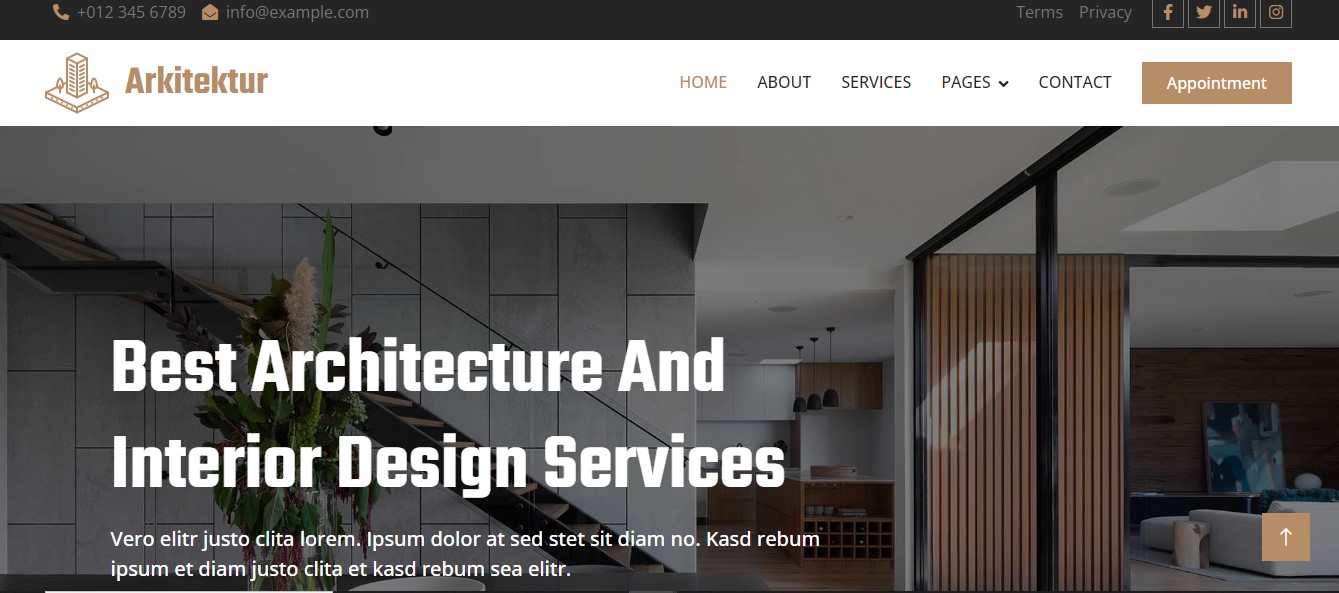 +012 345 6789 info@example.com Terms Privacy
Arkitektur
HOME ABOUT SERVICES PAGES CONTACT Appointment
Best Architecture And
Interior Design Services
Vero elitr justo clita lorem. Ipsum dolor at sed stet sit diam no. Kasd rebum
ipsum et diam justo clita et kasd rebum sea elitr.